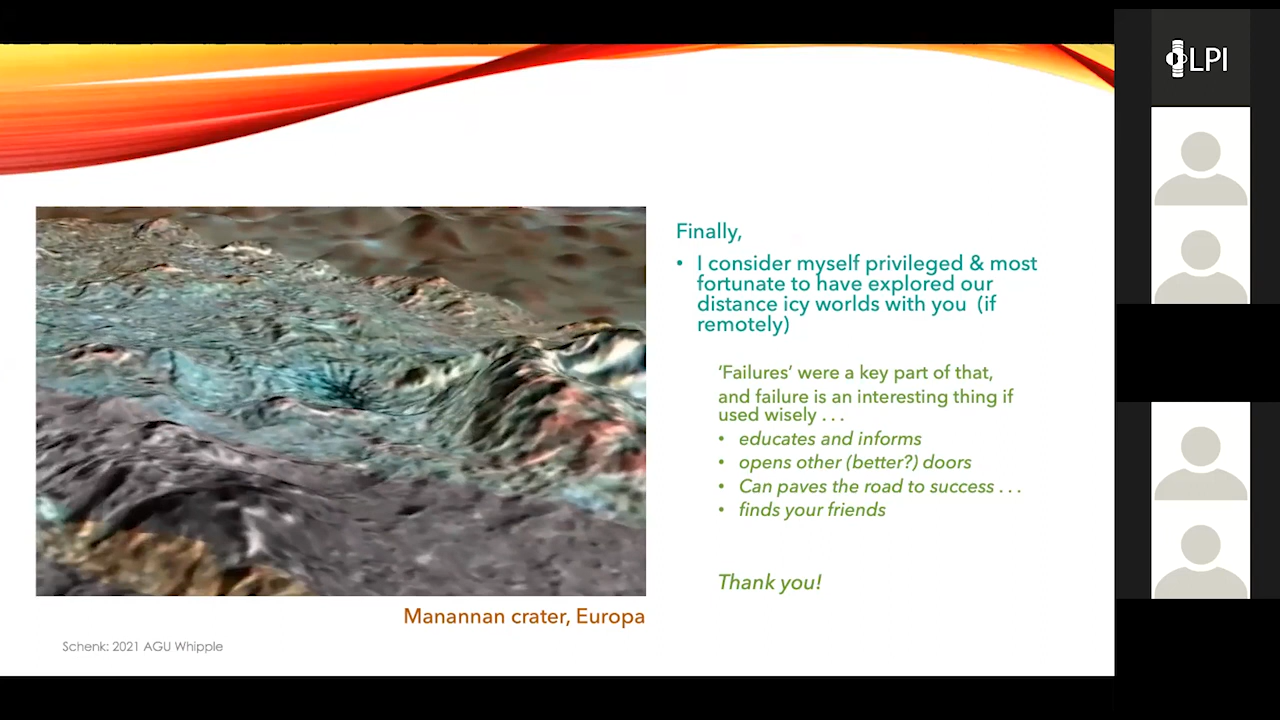 LPI
Finally,
• I consider myself privileged & most
fortunate to have explored our
distance icy worlds with you (if
remotely)
‘Failures’ were a key part of that,
and failure is an interesting thing if
used wisely . . .
• educates and informs
• opens other (better?) doors
• Can paves the road to success . . .
• finds your friends
Thank you!
Manannan crater, Europa
Schenk: 2021 AGU Whipple